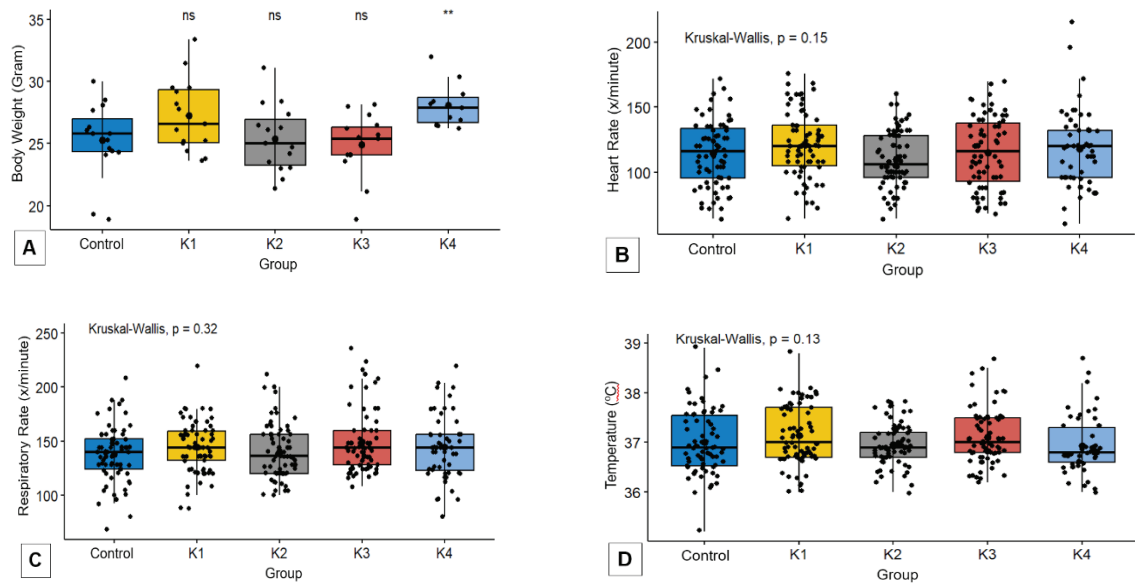 35
30
25
20
Body Weight (Gram)
ns
ns
ns
**
Control
K1
K2
K3
K4
Group
A
200
150
100
Heart Rate (x/minute)
Kruskal-Wallis, p = 0.15
Control
K1
K2
K3
K4
Group
B
250
200
150
100
Respiratory Rate (x/minute)
Kruskal-Wallis, p = 0.32
Control
K1
K2
K3
K4
Group
C
39
38
37
36
Temperature (°C)
Kruskal-Wallis, p = 0.13
Control
K1
K2
K3
K4
Group
D